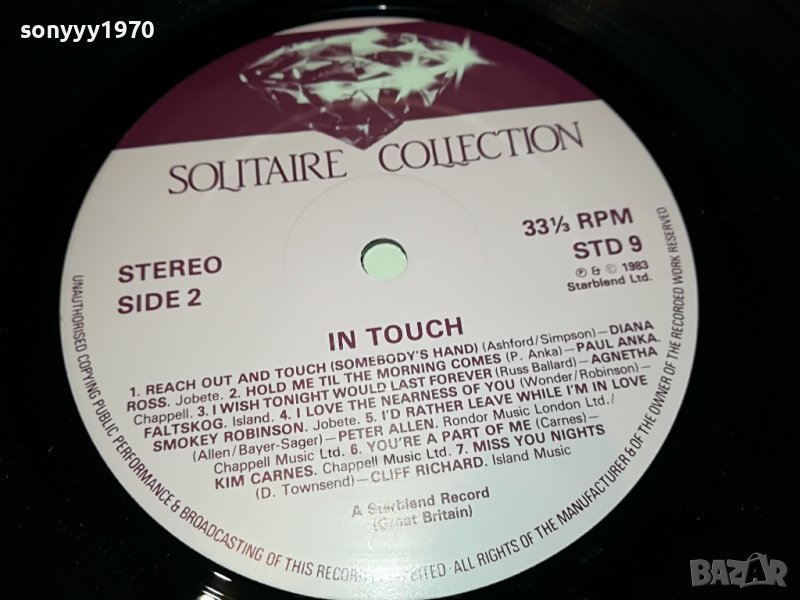 sonyyy1970
SOLITAIRE COLLECTION
STEREO
SIDE 2
33⅓ RPM
STD 9
℗ & © 1983
Starblend Ltd.
IN TOUCH
1. REACH OUT AND TOUCH (SOMEBODY'S HAND) (Ashford/Simpson)–DIANA
ROSS. Jobete. 2. HOLD ME TIL THE MORNING COMES (P. Anka)–PAUL ANKA.
Chappell. 3. I WISH TONIGHT WOULD LAST FOREVER (Russ Ballard)–AGNETHA
FALTSKOG. Island. 4. I LOVE THE NEARNESS OF YOU (Wonder/Robinson)–
SMOKEY ROBINSON. Jobete. 5. I'D RATHER LEAVE WHILE I'M IN LOVE
(Allen/Bayer-Sager)–PETER ALLEN. Rondor Music London Ltd./
Chappell Music Ltd. 6. YOU'RE A PART OF ME (Carnes)–
KIM CARNES. Chappell Music Ltd. 7. MISS YOU NIGHTS
(D. Townsend)–CLIFF RICHARD. Island Music
A Starblend Record
(Great Britain)
UNAUTHORISED COPYING PUBLIC PERFORMANCE & BROADCASTING OF THIS RECORD PROHIBITED · ALL RIGHTS OF THE MANUFACTURER & OF THE OWNER OF THE RECORDED WORK RESERVED
BAZAR